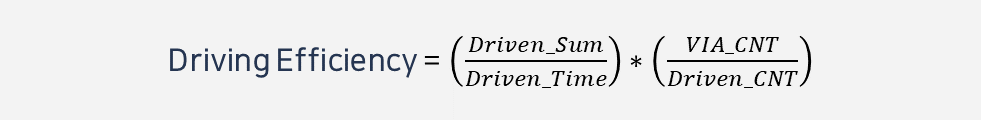 Driving Efficiency = (Driven_Sum / Driven_Time) * (VIA_CNT / Driven_CNT)